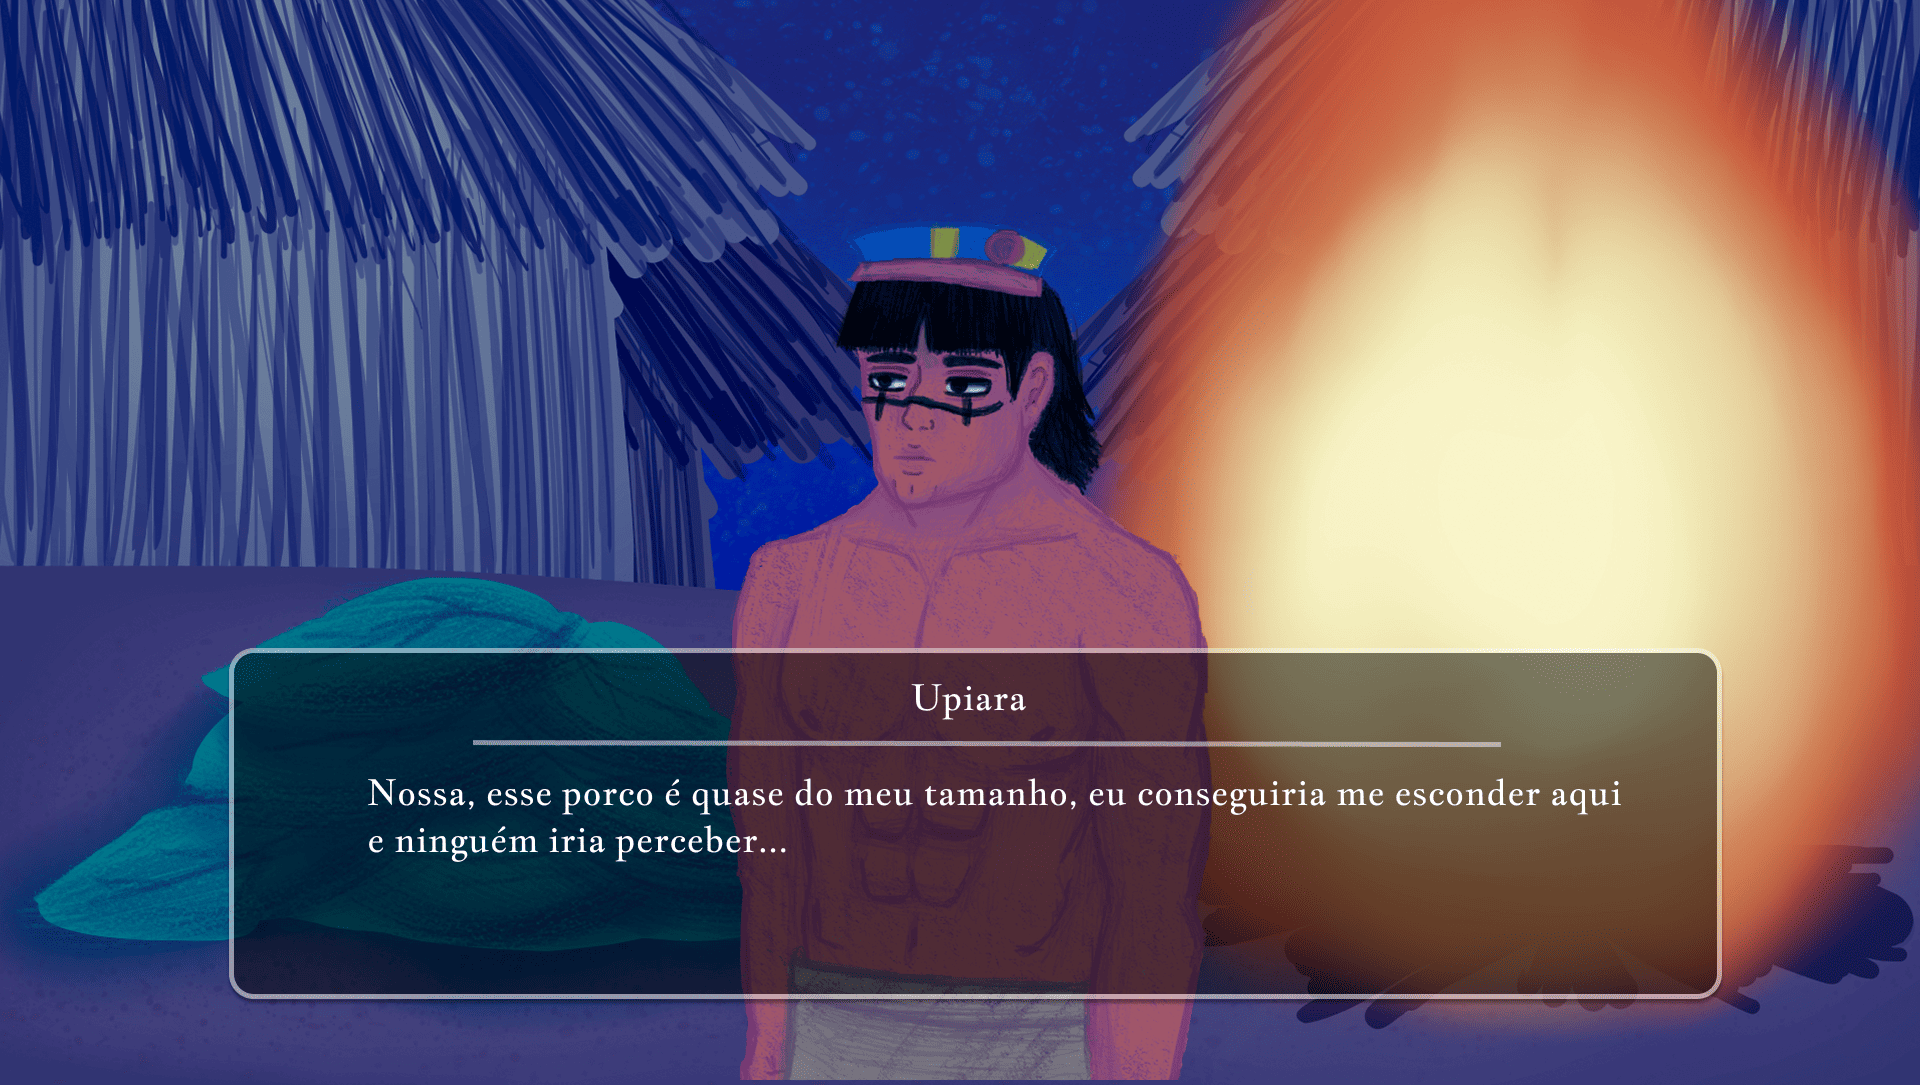 Upiara
Nossa, esse porco é quase do meu tamanho, eu conseguiria me esconder aqui
e ninguém iria perceber...